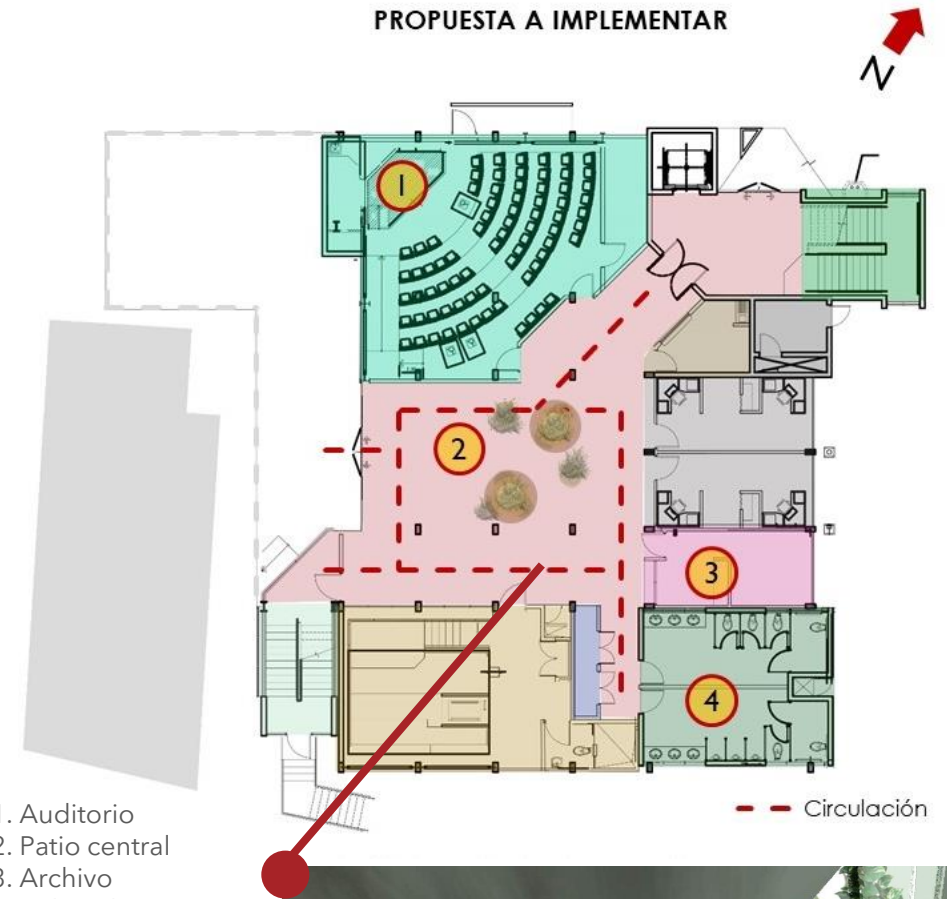 PROPUESTA A IMPLEMENTAR
N
1
2
3
4
Circulación
1. Auditorio
2. Patio central
3. Archivo